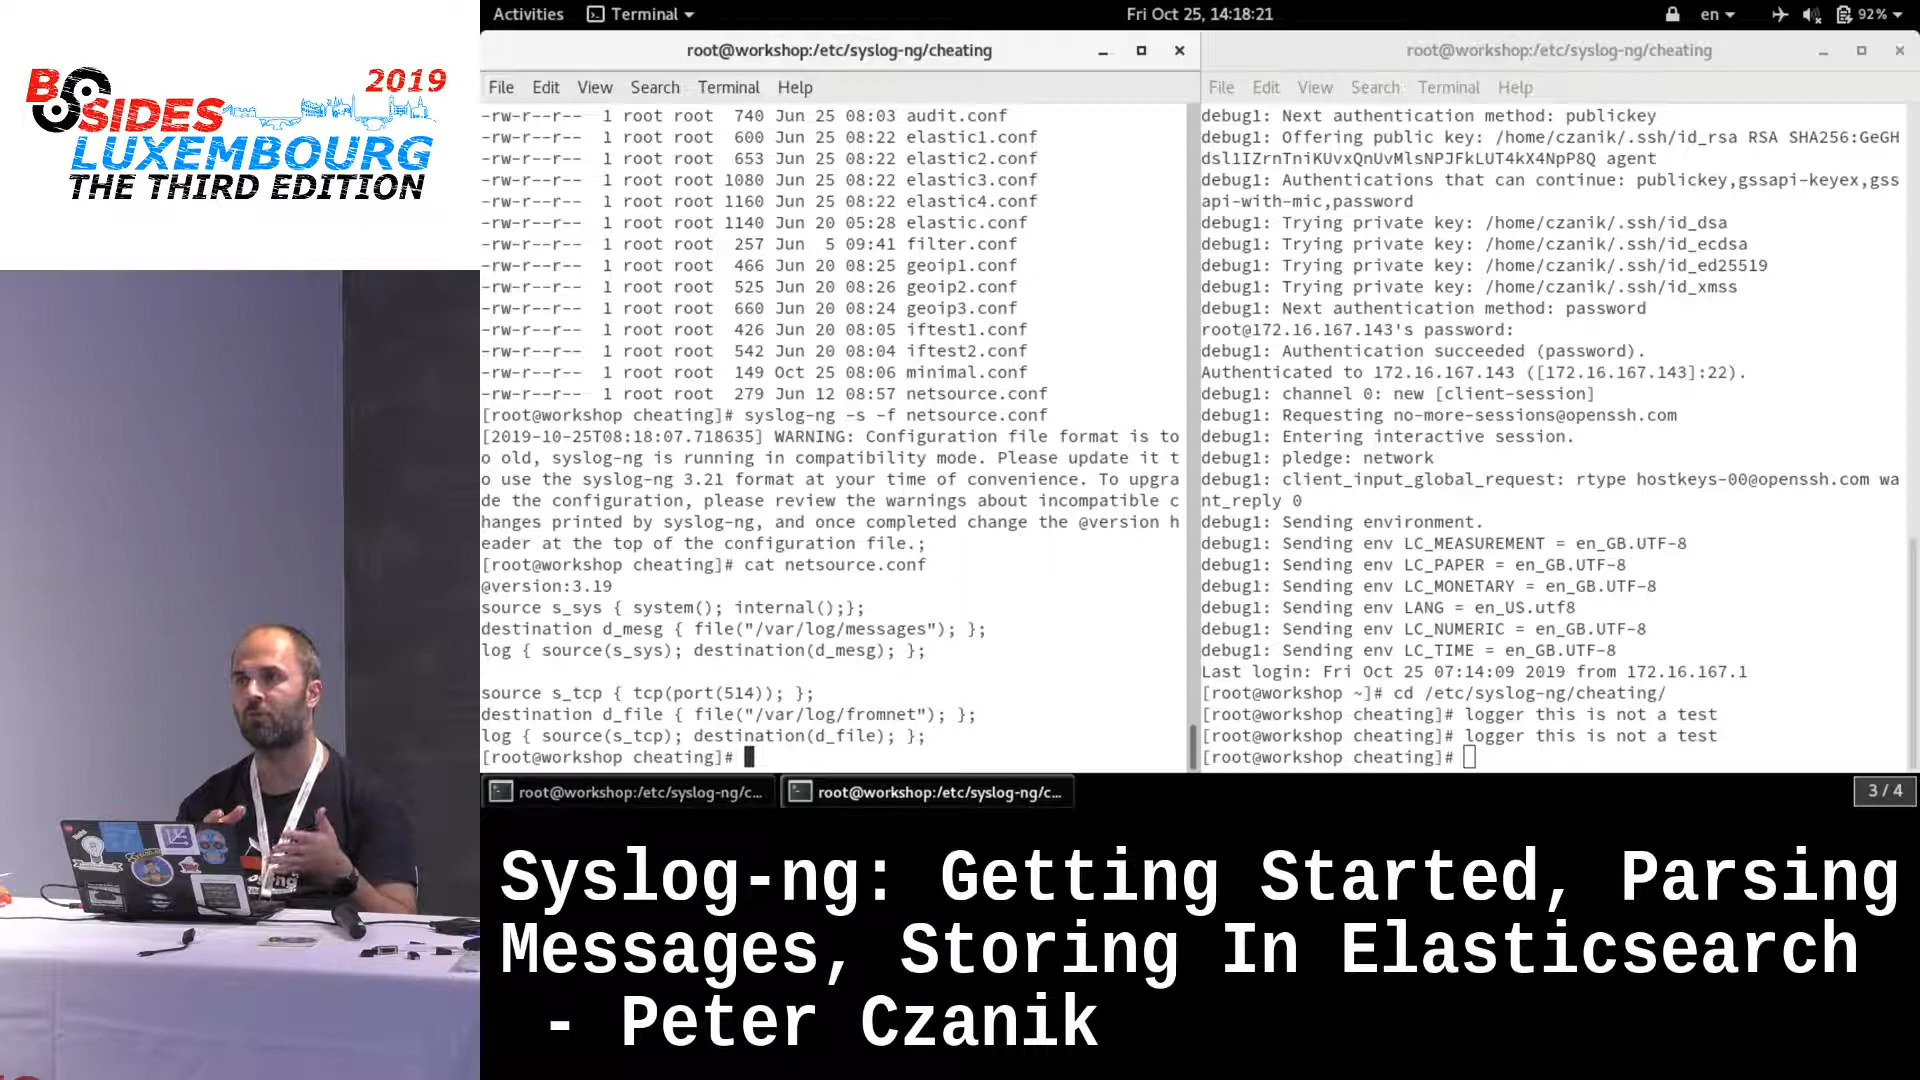 2019
BSIDES
LUXEMBOURG
THE THIRD EDITION
Activities Terminal Fri Oct 25, 14:18:21 en 92%
root@workshop:/etc/syslog-ng/cheating
File Edit View Search Terminal Help
-rw-r--r-- 1 root root 740 Jun 25 08:03 audit.conf
-rw-r--r-- 1 root root 600 Jun 25 08:22 elastic1.conf
-rw-r--r-- 1 root root 653 Jun 25 08:22 elastic2.conf
-rw-r--r-- 1 root root 1080 Jun 25 08:22 elastic3.conf
-rw-r--r-- 1 root root 1160 Jun 25 08:22 elastic4.conf
-rw-r--r-- 1 root root 1140 Jun 20 05:28 elastic.conf
-rw-r--r-- 1 root root 257 Jun 5 09:41 filter.conf
-rw-r--r-- 1 root root 466 Jun 20 08:25 geoip1.conf
-rw-r--r-- 1 root root 525 Jun 20 08:26 geoip2.conf
-rw-r--r-- 1 root root 660 Jun 20 08:24 geoip3.conf
-rw-r--r-- 1 root root 426 Jun 20 08:05 iftest1.conf
-rw-r--r-- 1 root root 542 Jun 20 08:04 iftest2.conf
-rw-r--r-- 1 root root 149 Oct 25 08:06 minimal.conf
-rw-r--r-- 1 root root 279 Jun 12 08:57 netsource.conf
[root@workshop cheating]# syslog-ng -s -f netsource.conf
[2019-10-25T08:18:07.718635] WARNING: Configuration file format is to
o old, syslog-ng is running in compatibility mode. Please update it t
o use the syslog-ng 3.21 format at your time of convenience. To upgra
de the configuration, please review the warnings about incompatible c
hanges printed by syslog-ng, and once completed change the @version h
eader at the top of the configuration file.;
[root@workshop cheating]# cat netsource.conf
@version:3.19
source s_sys { system(); internal();};
destination d_mesg { file("/var/log/messages"); };
log { source(s_sys); destination(d_mesg); };
source s_tcp { tcp(port(514)); };
destination d_file { file("/var/log/fromnet"); };
log { source(s_tcp); destination(d_file); };
[root@workshop cheating]#
root@workshop:/etc/syslog-ng/cheating
File Edit View Search Terminal Help
debug1: Next authentication method: publickey
debug1: Offering public key: /home/czanik/.ssh/id_rsa RSA SHA256:GeGH
dsl1IZrnTniKUvxQnUvMlsNPJFkLUT4kX4NpP8Q agent
debug1: Authentications that can continue: publickey,gssapi-keyex,gss
api-with-mic,password
debug1: Trying private key: /home/czanik/.ssh/id_dsa
debug1: Trying private key: /home/czanik/.ssh/id_ecdsa
debug1: Trying private key: /home/czanik/.ssh/id_ed25519
debug1: Trying private key: /home/czanik/.ssh/id_xmss
debug1: Next authentication method: password
root@172.16.167.143's password:
debug1: Authentication succeeded (password).
Authenticated to 172.16.167.143 ([172.16.167.143]:22).
debug1: channel 0: new [client-session]
debug1: Requesting no-more-sessions@openssh.com
debug1: Entering interactive session.
debug1: pledge: network
debug1: client_input_global_request: rtype hostkeys-00@openssh.com wa
nt_reply 0
debug1: Sending environment.
debug1: Sending env LC_MEASUREMENT = en_GB.UTF-8
debug1: Sending env LC_PAPER = en_GB.UTF-8
debug1: Sending env LC_MONETARY = en_GB.UTF-8
debug1: Sending env LANG = en_US.utf8
debug1: Sending env LC_NUMERIC = en_GB.UTF-8
debug1: Sending env LC_TIME = en_GB.UTF-8
Last login: Fri Oct 25 07:14:09 2019 from 172.16.167.1
[root@workshop ~]# cd /etc/syslog-ng/cheating/
[root@workshop cheating]# logger this is not a test
[root@workshop cheating]# logger this is not a test
[root@workshop cheating]#
root@workshop:/etc/syslog-ng/c... root@workshop:/etc/syslog-ng/c... 3 / 4
Syslog-ng: Getting Started, Parsing
Messages, Storing In Elasticsearch
- Peter Czanik